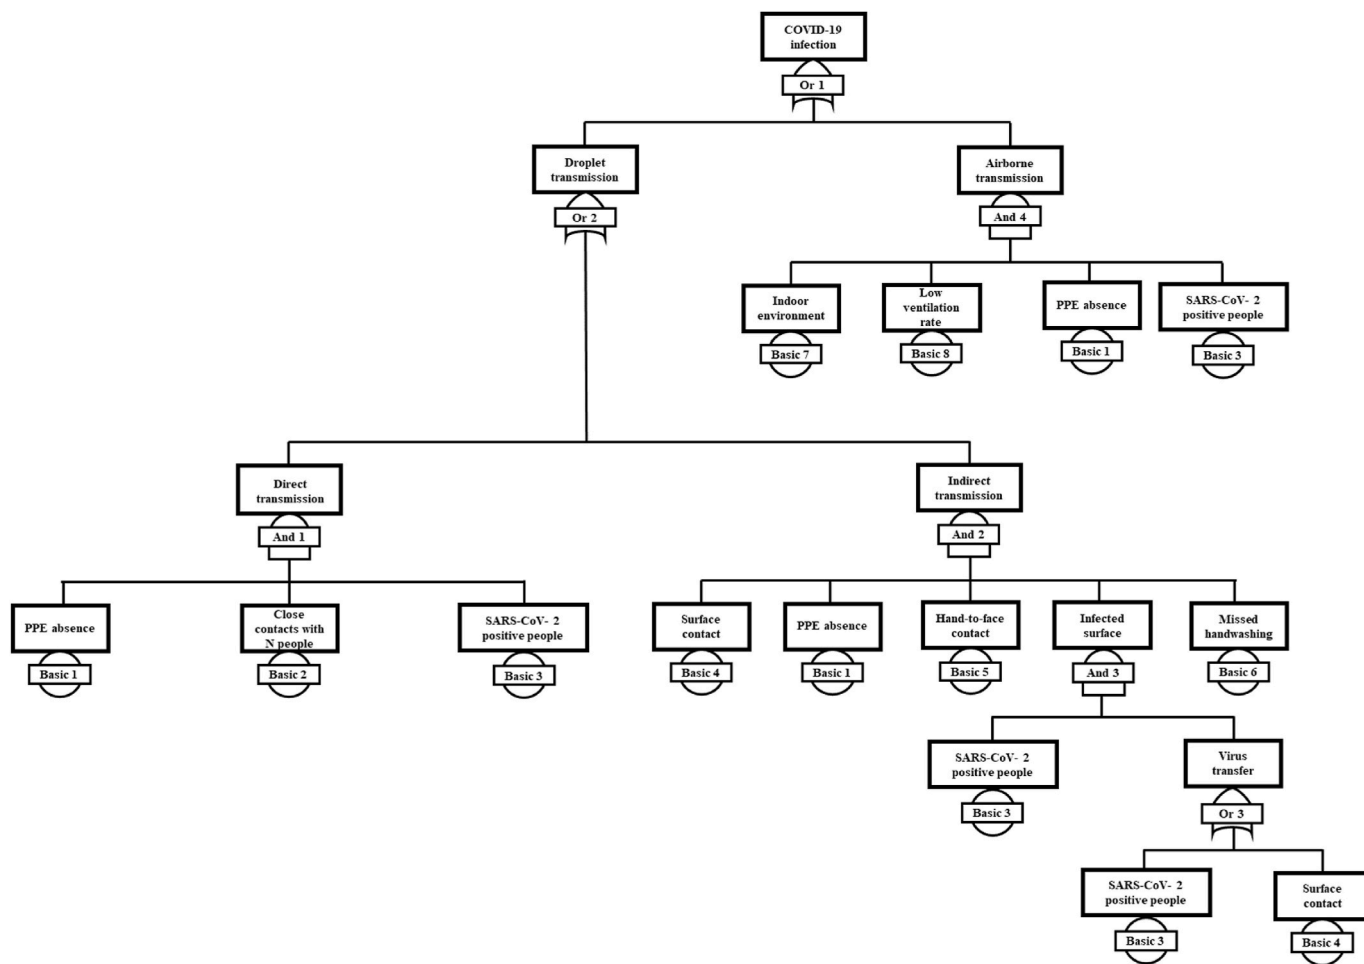 COVID-19
infection
Or 1
Droplet
transmission
Or 2
Airborne
transmission
And 4
Indoor
environment
Basic 7
Low
ventilation
rate
Basic 8
PPE absence
Basic 1
SARS-CoV- 2
positive people
Basic 3
Direct
transmission
And 1
Indirect
transmission
And 2
PPE absence
Basic 1
Close
contacts with
N people
Basic 2
SARS-CoV- 2
positive people
Basic 3
Surface
contact
Basic 4
PPE absence
Basic 1
Hand-to-face
contact
Basic 5
Infected
surface
And 3
Missed
handwashing
Basic 6
SARS-CoV- 2
positive people
Basic 3
Virus
transfer
Or 3
SARS-CoV- 2
positive people
Basic 3
Surface
contact
Basic 4